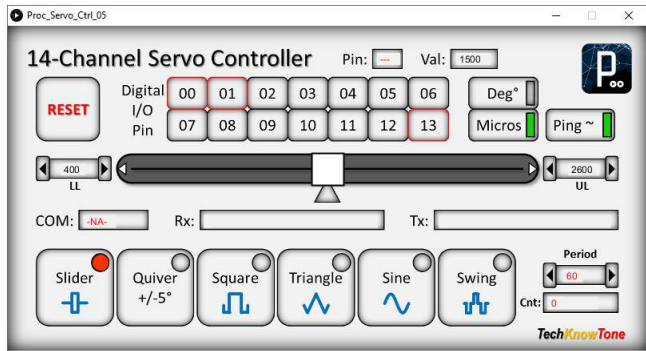 Proc_Servo_Ctrl_05
14-Channel Servo Controller Pin: --- Val: 1500
Digital I/O Pin
00 01 02 03 04 05 06
07 08 09 10 11 12 13
RESET
Deg°
Micros Ping ~
400
LL
2600
UL
COM: -NA- Rx: Tx:
Slider
Quiver
+/-5°
Square
Triangle
Sine
Swing
Period
60
Cnt: 0
TechKnowTone